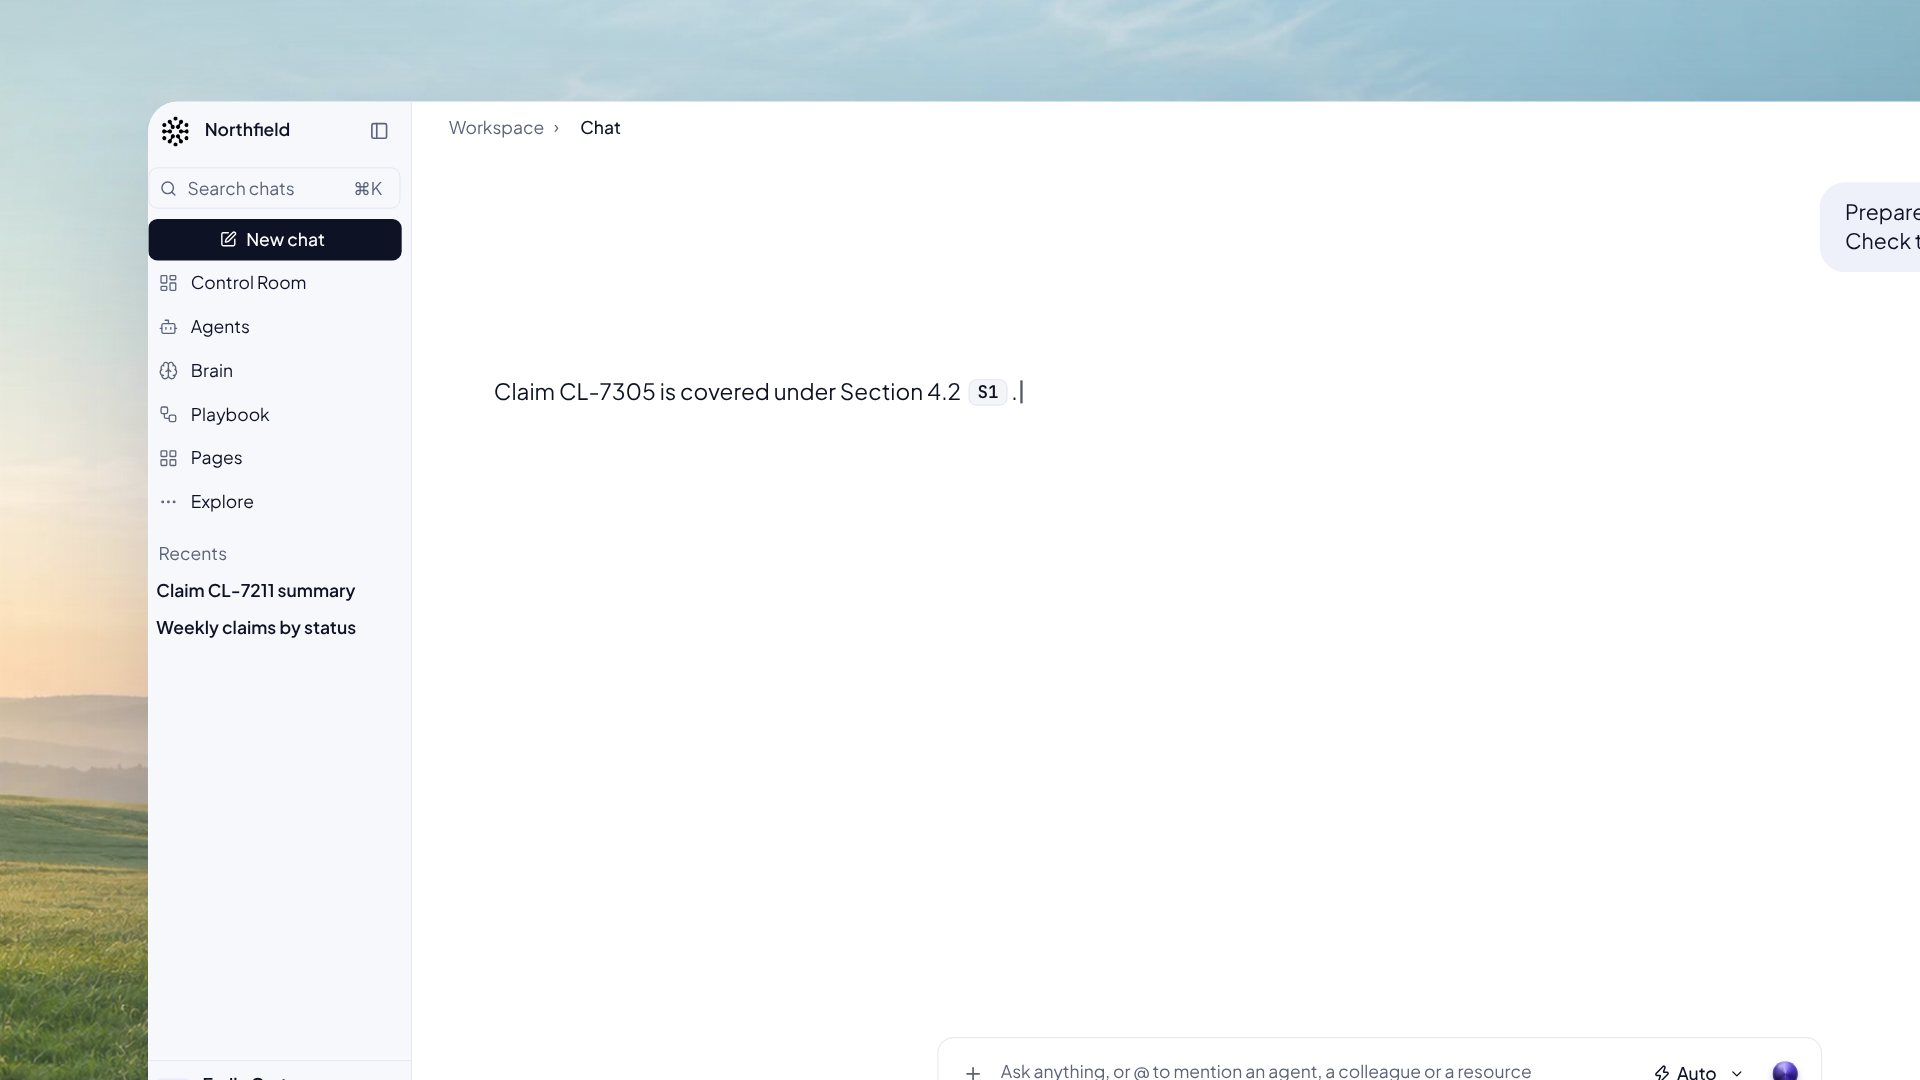 Northfield
Search chats ⌘K
New chat
Control Room
Agents
Brain
Playbook
Pages
Explore
Recents
Claim CL-7211 summary
Weekly claims by status
Workspace › Chat
Prepare
Check
Claim CL-7305 is covered under Section 4.2 S1 .
Ask anything, or @ to mention an agent, a colleague or a resource
Auto